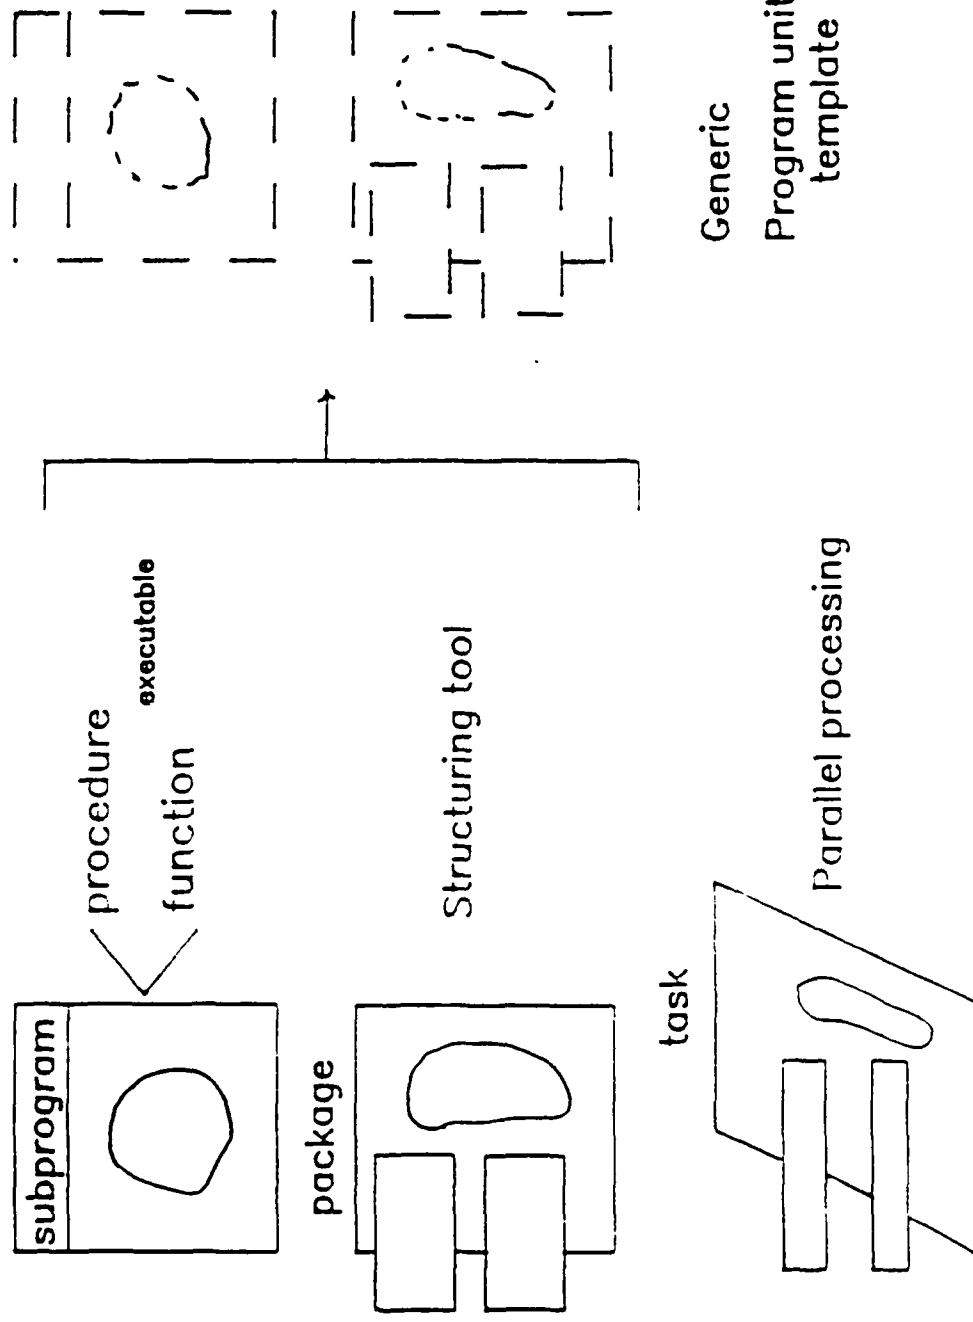 subprogram
procedure
executable
function
package
Structuring tool
task
Parallel processing
Generic
Program unit
template